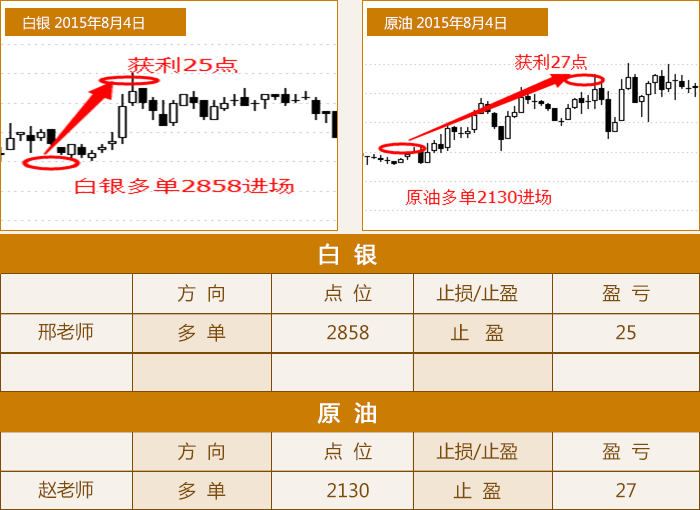 白银 2015年8月4日
获利25点
白银多单2858进场
原油 2015年8月4日
获利27点
原油多单2130进场
白 银
方 向 点 位 止损/止盈 盈 亏
邢老师 多 单 2858 止 盈 25
原 油
方 向 点 位 止损/止盈 盈 亏
赵老师 多 单 2130 止 盈 27